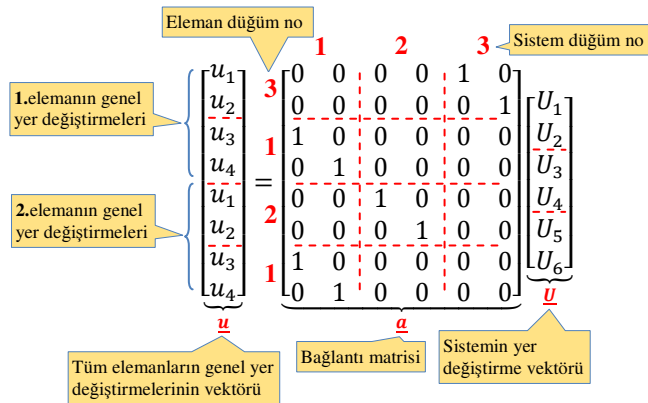 Eleman düğüm no
1 2 3
Sistem düğüm no
1.elemanın genel
yer değiştirmeleri
2.elemanın genel
yer değiştirmeleri
u1
u2
u3
u4
u1
u2
u3
u4
=
3
1
2
1
0 0 0 0 1 0
0 0 0 0 0 1
1 0 0 0 0 0
0 1 0 0 0 0
0 0 1 0 0 0
0 0 0 1 0 0
1 0 0 0 0 0
0 1 0 0 0 0
U1
U2
U3
U4
U5
U6
u
a
U
Tüm elemanların genel yer
değiştirmelerinin vektörü
Bağlantı matrisi
Sistemin yer
değiştirme vektörü